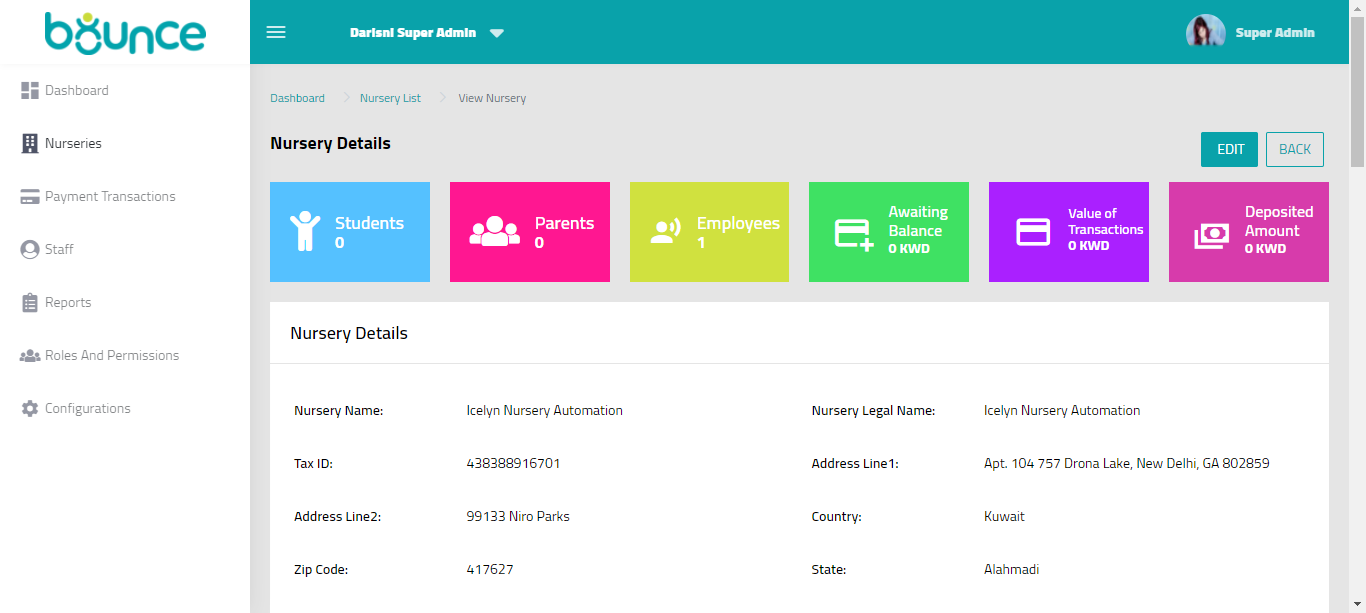 bounce
Darisni Super Admin
Super Admin
Dashboard
Nurseries
Payment Transactions
Staff
Reports
Roles And Permissions
Configurations
Dashboard Nursery List View Nursery
Nursery Details
EDIT BACK
Students
0
Parents
0
Employees
1
Awaiting
Balance
0 KWD
Value of
Transactions
0 KWD
Deposited
Amount
0 KWD
Nursery Details
Nursery Name: Icelyn Nursery Automation Nursery Legal Name: Icelyn Nursery Automation
Tax ID: 438388916701 Address Line1: Apt. 104 757 Drona Lake, New Delhi, GA 802859
Address Line2: 99133 Niro Parks Country: Kuwait
Zip Code: 417627 State: Alahmadi